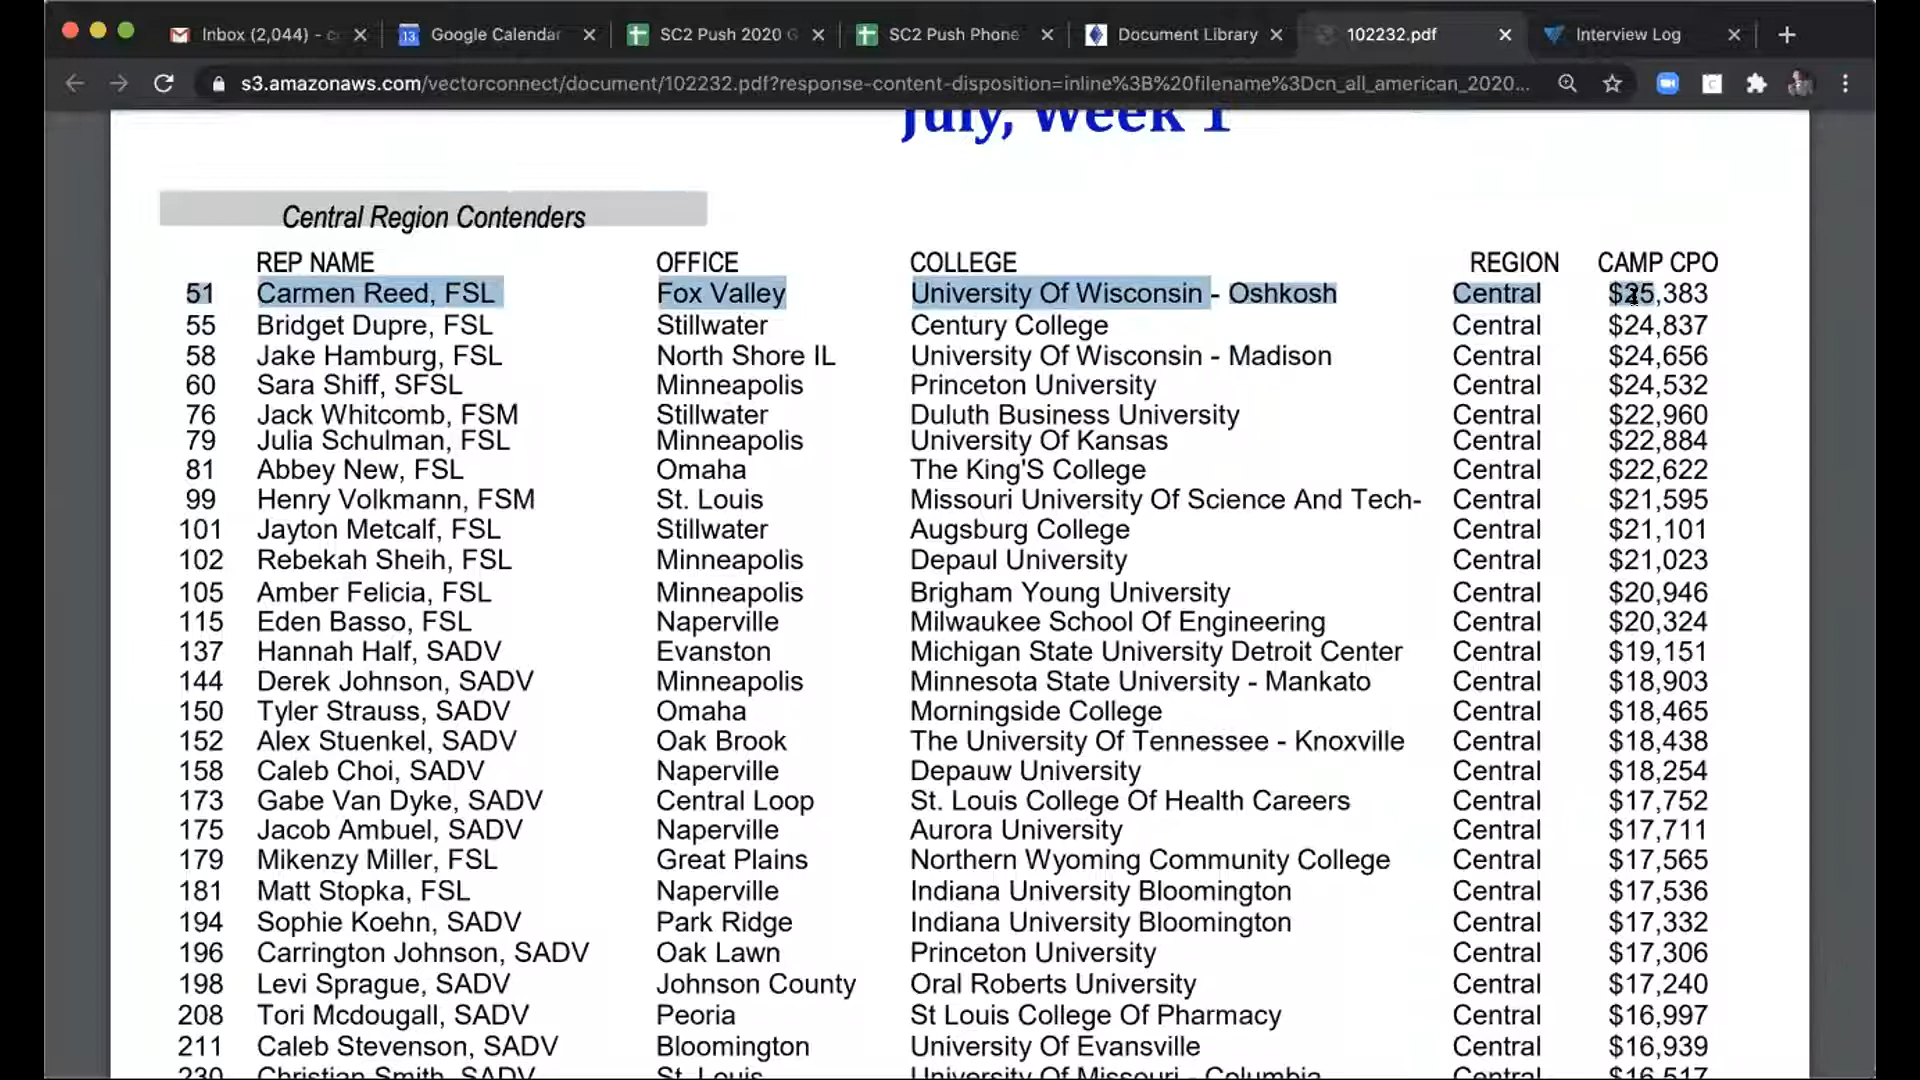 Inbox (2,044) - c
Google Calendar
SC2 Push 2020 G
SC2 Push Phone
Document Library
102232.pdf
Interview Log
s3.amazonaws.com/vectorconnect/document/102232.pdf?response-content-disposition=inline%3B%20filename%3Dcn_all_american_2020...
July, Week 1
Central Region Contenders
REP NAME OFFICE COLLEGE REGION CAMP CPO
51 Carmen Reed, FSL Fox Valley University Of Wisconsin - Oshkosh Central $25,383
55 Bridget Dupre, FSL Stillwater Century College Central $24,837
58 Jake Hamburg, FSL North Shore IL University Of Wisconsin - Madison Central $24,656
60 Sara Shiff, SFSL Minneapolis Princeton University Central $24,532
76 Jack Whitcomb, FSM Stillwater Duluth Business University Central $22,960
79 Julia Schulman, FSL Minneapolis University Of Kansas Central $22,884
81 Abbey New, FSL Omaha The King'S College Central $22,622
99 Henry Volkmann, FSM St. Louis Missouri University Of Science And Tech- Central $21,595
101 Jayton Metcalf, FSL Stillwater Augsburg College Central $21,101
102 Rebekah Sheih, FSL Minneapolis Depaul University Central $21,023
105 Amber Felicia, FSL Minneapolis Brigham Young University Central $20,946
115 Eden Basso, FSL Naperville Milwaukee School Of Engineering Central $20,324
137 Hannah Half, SADV Evanston Michigan State University Detroit Center Central $19,151
144 Derek Johnson, SADV Minneapolis Minnesota State University - Mankato Central $18,903
150 Tyler Strauss, SADV Omaha Morningside College Central $18,465
152 Alex Stuenkel, SADV Oak Brook The University Of Tennessee - Knoxville Central $18,438
158 Caleb Choi, SADV Naperville Depauw University Central $18,254
173 Gabe Van Dyke, SADV Central Loop St. Louis College Of Health Careers Central $17,752
175 Jacob Ambuel, SADV Naperville Aurora University Central $17,711
179 Mikenzy Miller, FSL Great Plains Northern Wyoming Community College Central $17,565
181 Matt Stopka, FSL Naperville Indiana University Bloomington Central $17,536
194 Sophie Koehn, SADV Park Ridge Indiana University Bloomington Central $17,332
196 Carrington Johnson, SADV Oak Lawn Princeton University Central $17,306
198 Levi Sprague, SADV Johnson County Oral Roberts University Central $17,240
208 Tori Mcdougall, SADV Peoria St Louis College Of Pharmacy Central $16,997
211 Caleb Stevenson, SADV Bloomington University Of Evansville Central $16,939
230 Christian Smith, SADV St. Louis University Of Missouri - Columbia Central $16,517